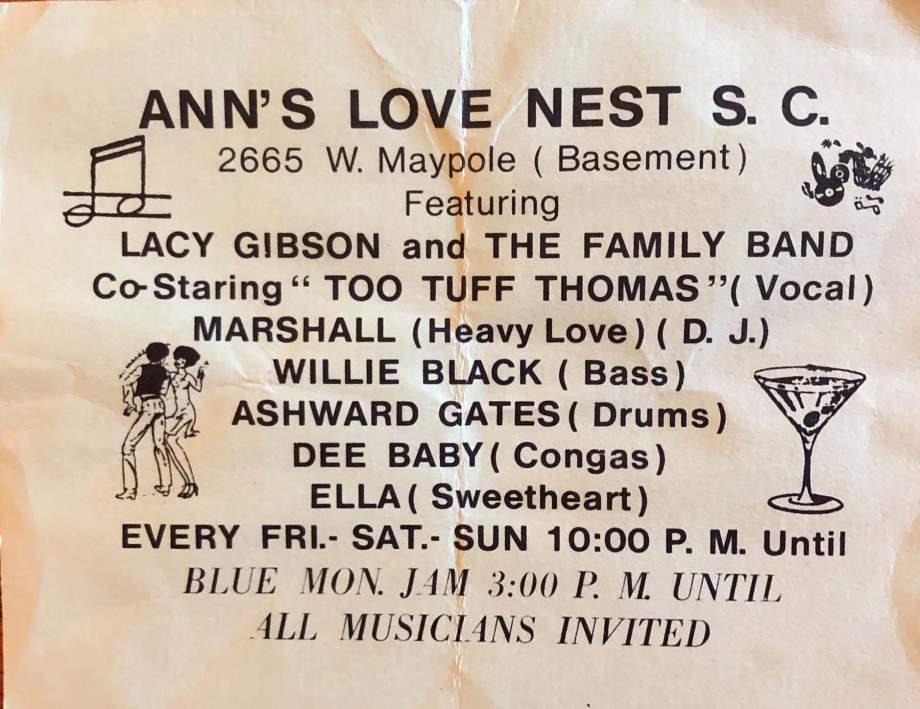 ANN'S LOVE NEST S. C.
2665 W. Maypole ( Basement )
Featuring
LACY GIBSON and THE FAMILY BAND
Co-Staring “ TOO TUFF THOMAS ”( Vocal )
MARSHALL ( Heavy Love ) ( D. J.)
WILLIE BLACK ( Bass )
ASHWARD GATES ( Drums )
DEE BABY ( Congas )
ELLA ( Sweetheart )
EVERY FRI.- SAT.- SUN 10:00 P. M. Until
BLUE MON. JAM 3:00 P. M. UNTIL
ALL MUSICIANS INVITED